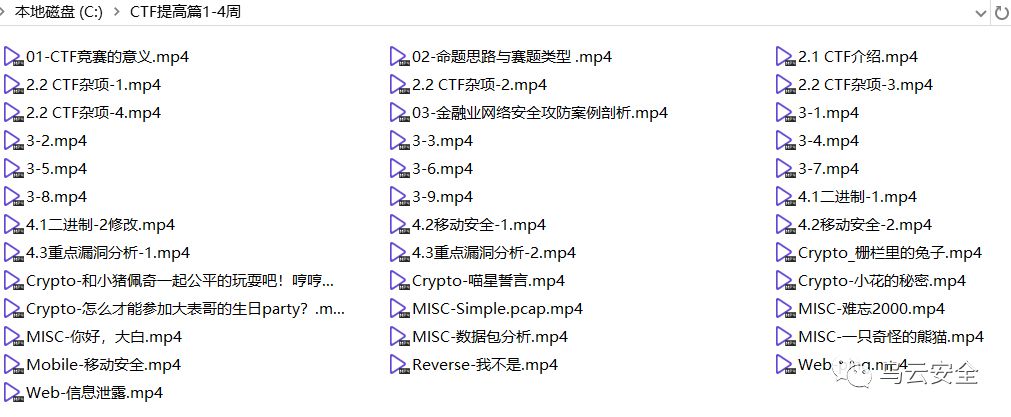 本地磁盘 (C:) > CTF提高篇1-4周
01-CTF竞赛的意义.mp4 02-命题思路与赛题类型 .mp4 2.1 CTF介绍.mp4
2.2 CTF杂项-1.mp4 2.2 CTF杂项-2.mp4 2.2 CTF杂项-3.mp4
2.2 CTF杂项-4.mp4 03-金融业网络安全攻防案例剖析.mp4 3-1.mp4
3-2.mp4 3-3.mp4 3-4.mp4
3-5.mp4 3-6.mp4 3-7.mp4
3-8.mp4 3-9.mp4 4.1二进制-1.mp4
4.1二进制-2修改.mp4 4.2移动安全-1.mp4 4.2移动安全-2.mp4
4.3重点漏洞分析-1.mp4 4.3重点漏洞分析-2.mp4 Crypto_栅栏里的兔子.mp4
Crypto-和小猪佩奇一起公平的玩耍吧！哼哼... Crypto-喵星誓言.mp4 Crypto-小花的秘密.mp4
Crypto-怎么才能参加大表哥的生日party？.m... MISC-Simple.pcap.mp4 MISC-难忘2000.mp4
MISC-你好，大白.mp4 MISC-数据包分析.mp4 MISC-一只奇怪的熊猫.mp4
Mobile-移动安全.mp4 Reverse-我不是.mp4 Web
Web-信息泄露.mp4
乌云安全